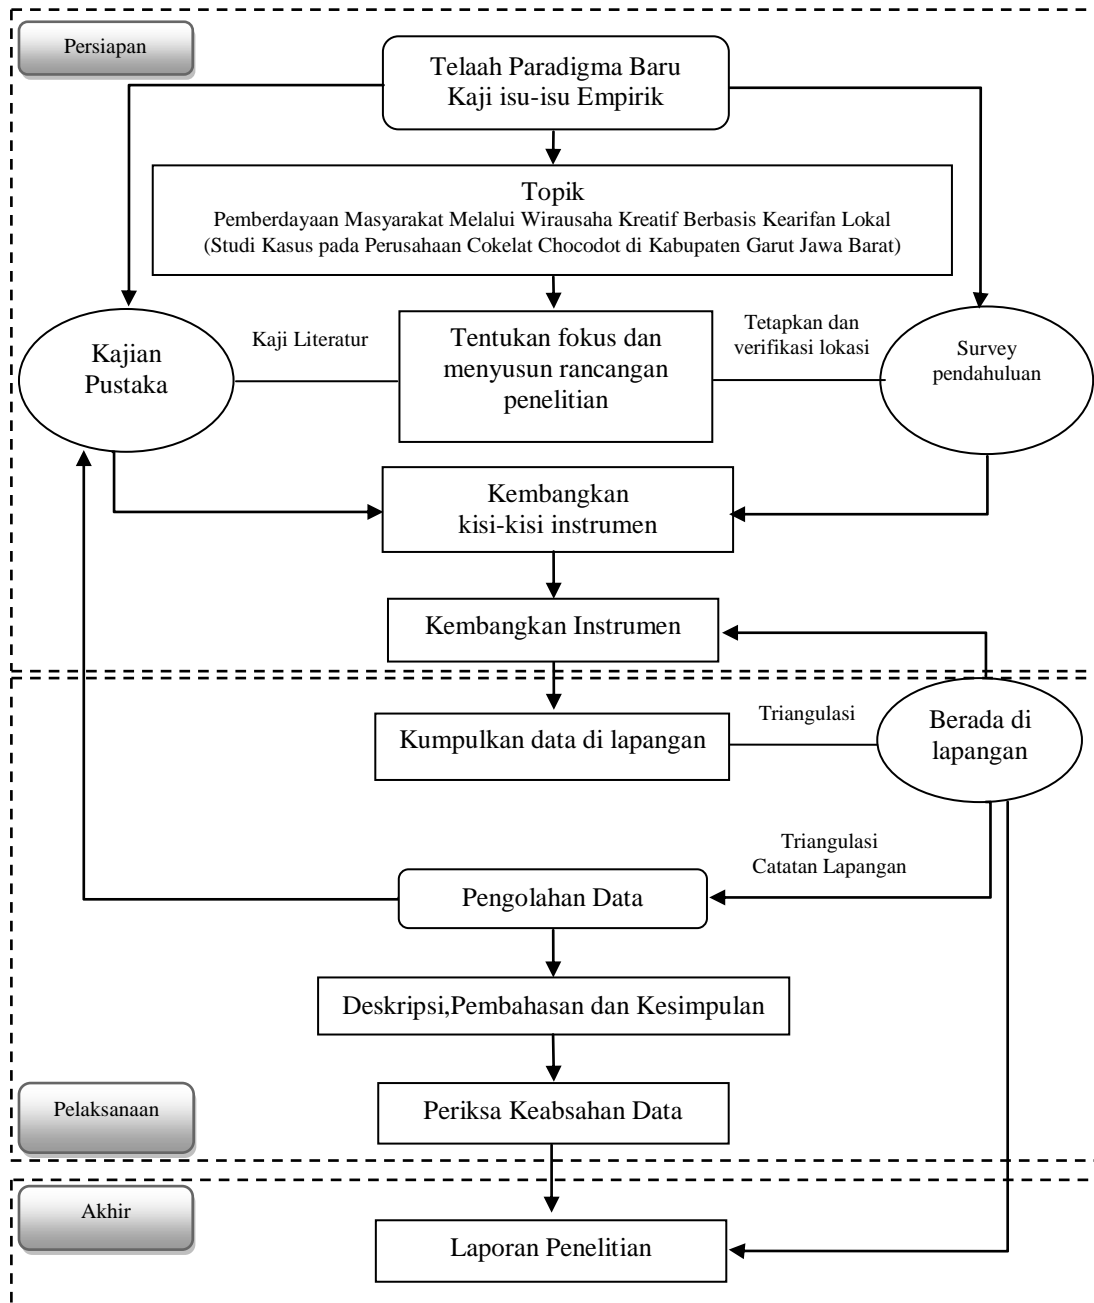 Persiapan
Telaah Paradigma Baru
Kaji isu-isu Empirik
Topik
Pemberdayaan Masyarakat Melalui Wirausaha Kreatif Berbasis Kearifan Lokal
(Studi Kasus pada Perusahaan Cokelat Chocodot di Kabupaten Garut Jawa Barat)
Kajian
Pustaka
Kaji Literatur
Tentukan fokus dan
menyusun rancangan
penelitian
Tetapkan dan
verifikasi lokasi
Survey
pendahuluan
Kembangkan
kisi-kisi instrumen
Kembangkan Instrumen
Kumpulkan data di lapangan
Triangulasi
Berada di
lapangan
Triangulasi
Catatan Lapangan
Pengolahan Data
Deskripsi,Pembahasan dan Kesimpulan
Pelaksanaan
Periksa Keabsahan Data
Akhir
Laporan Penelitian